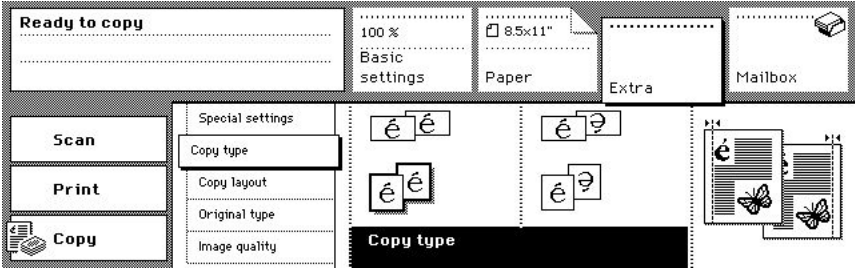 Ready to copy
100 %
Basic
settings
8.5x11"
Paper
Extra
Mailbox
Scan
Print
Copy
Special settings
Copy type
Copy layout
Original type
Image quality
é é
é ə́
é é
é ə́
Copy type
é